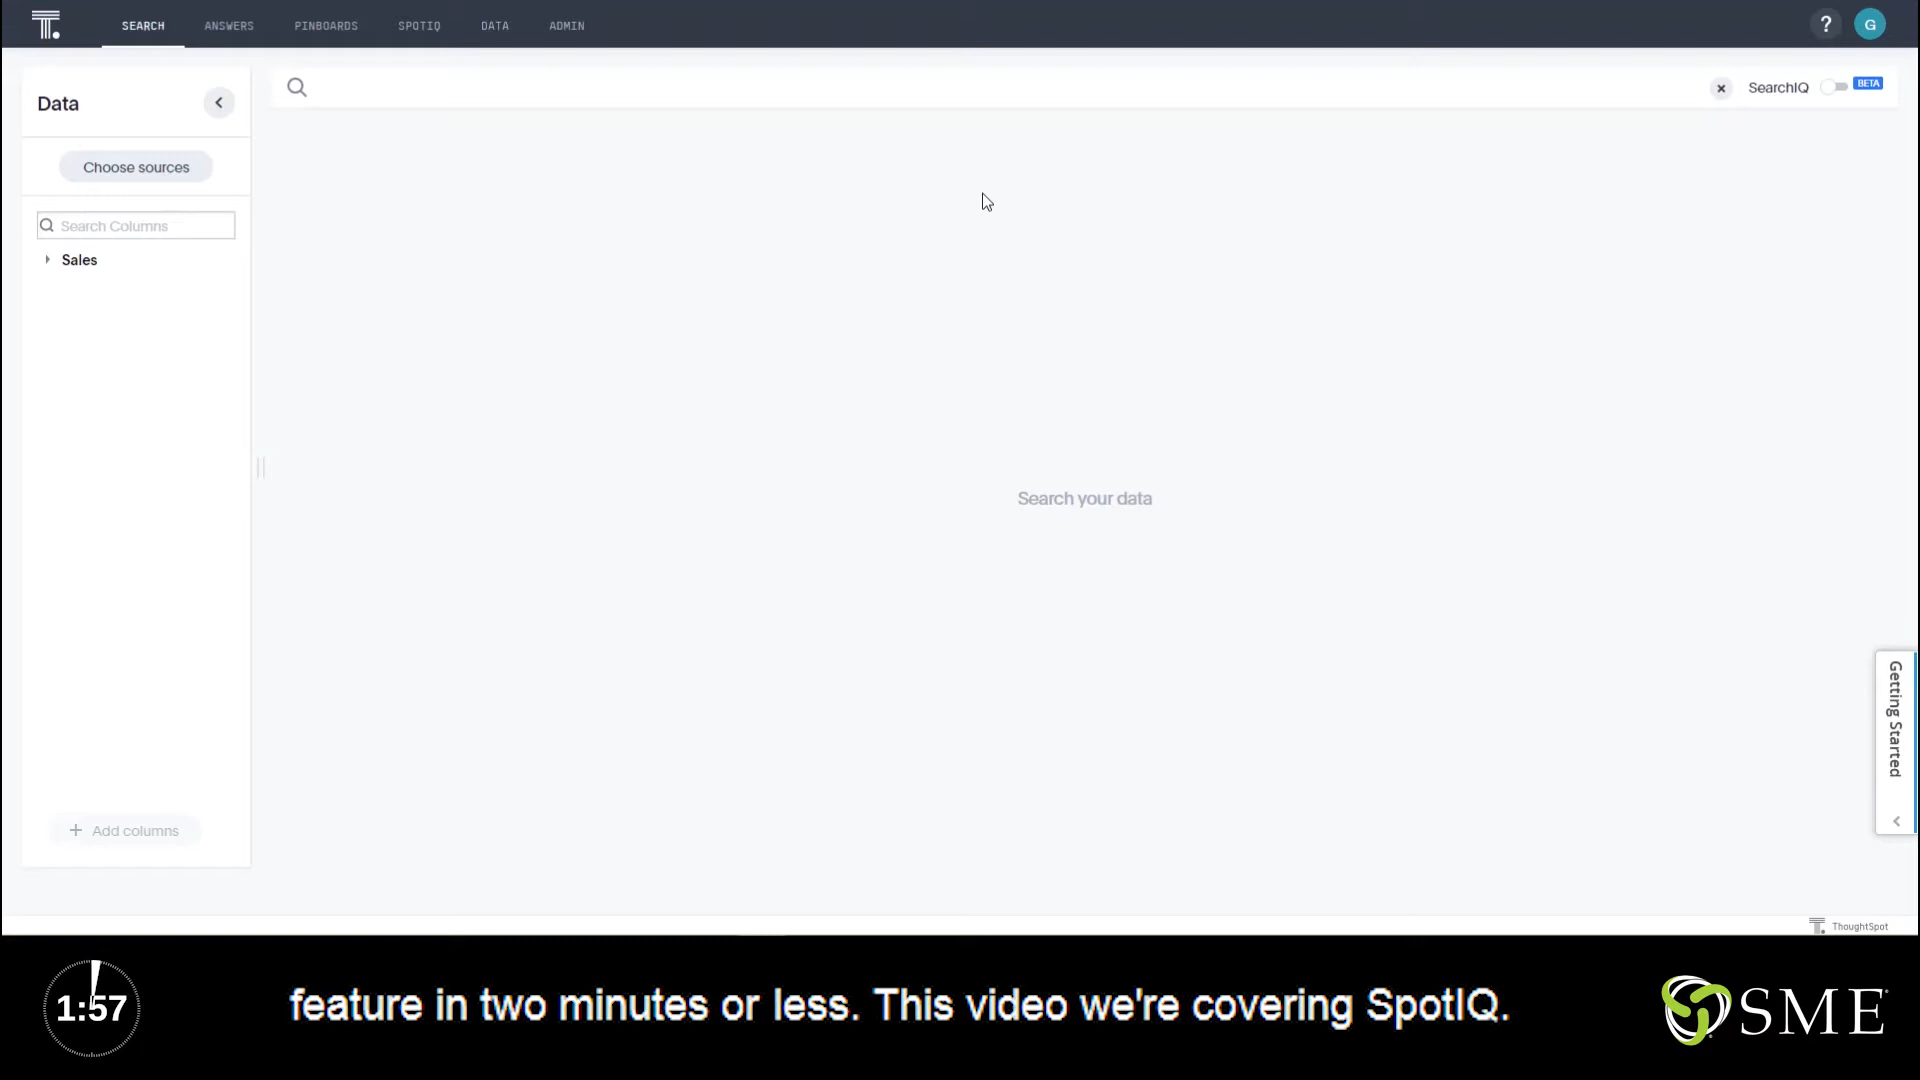 SEARCH ANSWERS PINBOARDS SPOTIQ DATA ADMIN ? G
Data
SearchIQ BETA
Choose sources
Search Columns
Sales
Search your data
Getting Started
+ Add columns
T. ThoughtSpot
1:57
feature in two minutes or less. This video we're covering SpotIQ.
SME